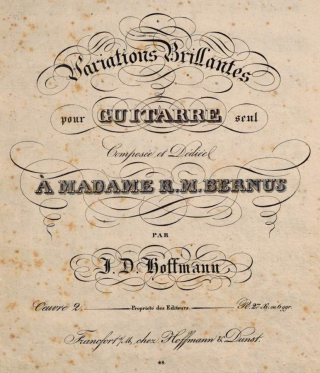 Variations Brillantes
pour GUITARRE seul
Composée et Dédiée
À MADAME R. M. BERNUS
PAR
J. D. Hoffmann
Oeuvre 2. Propriété des Editeurs.
Francfort s/M, chez Hoffmann & Dunst.